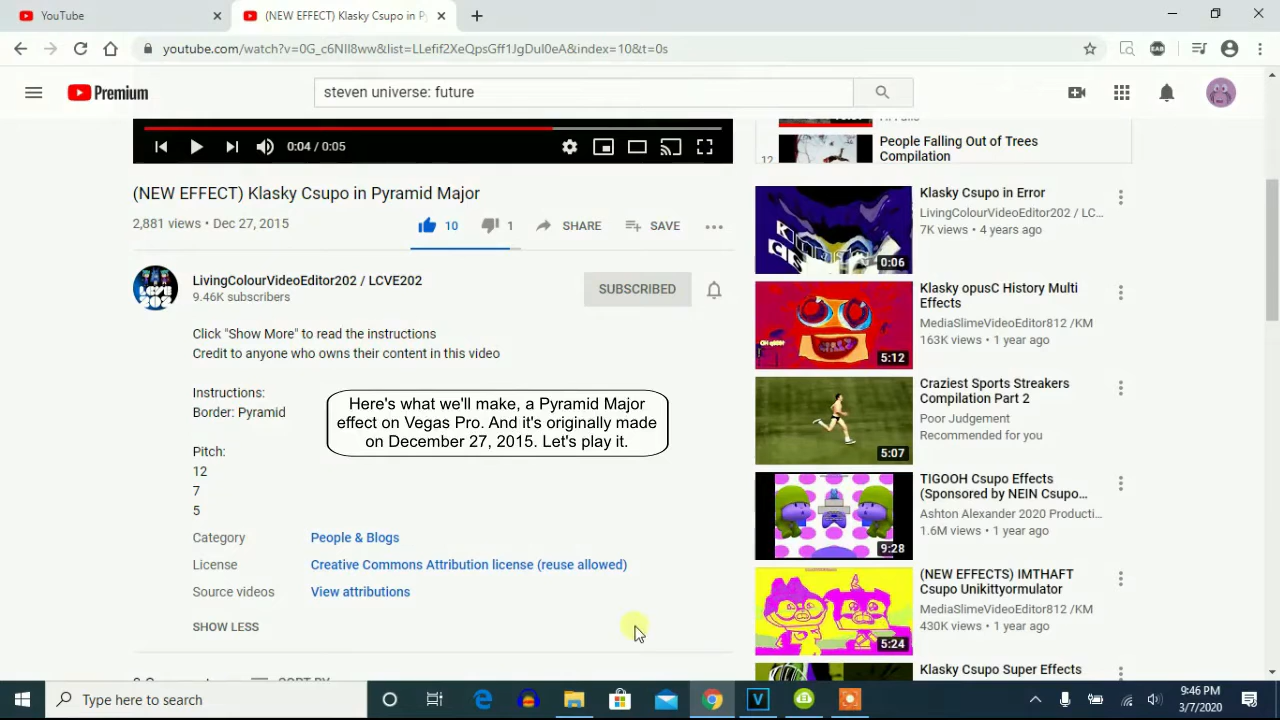 YouTube
(NEW EFFECT) Klasky Csupo in P
youtube.com/watch?v=0G_c6NIl8ww&list=LLefif2XeQpsGff1JgDuI0eA&index=10&t=0s
Premium
steven universe: future
0:04 / 0:05
(NEW EFFECT) Klasky Csupo in Pyramid Major
2,881 views • Dec 27, 2015
10
1
SHARE
SAVE
LivingColourVideoEditor202 / LCVE202
9.46K subscribers
SUBSCRIBED
Click "Show More" to read the instructions
Credit to anyone who owns their content in this video
Instructions:
Border: Pyramid
Pitch:
12
7
5
Here's what we'll make, a Pyramid Major
effect on Vegas Pro. And it's originally made
on December 27, 2015. Let's play it.
Category
People & Blogs
License
Creative Commons Attribution license (reuse allowed)
Source videos
View attributions
SHOW LESS
12
People Falling Out of Trees
Compilation
Klasky Csupo in Error
LivingColourVideoEditor202 / LC...
7K views • 4 years ago
0:06
Klasky opusC History Multi
Effects
MediaSlimeVideoEditor812 /KM
163K views • 1 year ago
5:12
Craziest Sports Streakers
Compilation Part 2
Poor Judgement
Recommended for you
5:07
TIGOOH Csupo Effects
(Sponsored by NEIN Csupo...
Ashton Alexander 2020 Producti...
1.6M views • 1 year ago
9:28
(NEW EFFECTS) IMTHAFT
Csupo Unikittyormulator
MediaSlimeVideoEditor812 /KM
430K views • 1 year ago
5:24
Klasky Csupo Super Effects
Type here to search
9:46 PM
3/7/2020